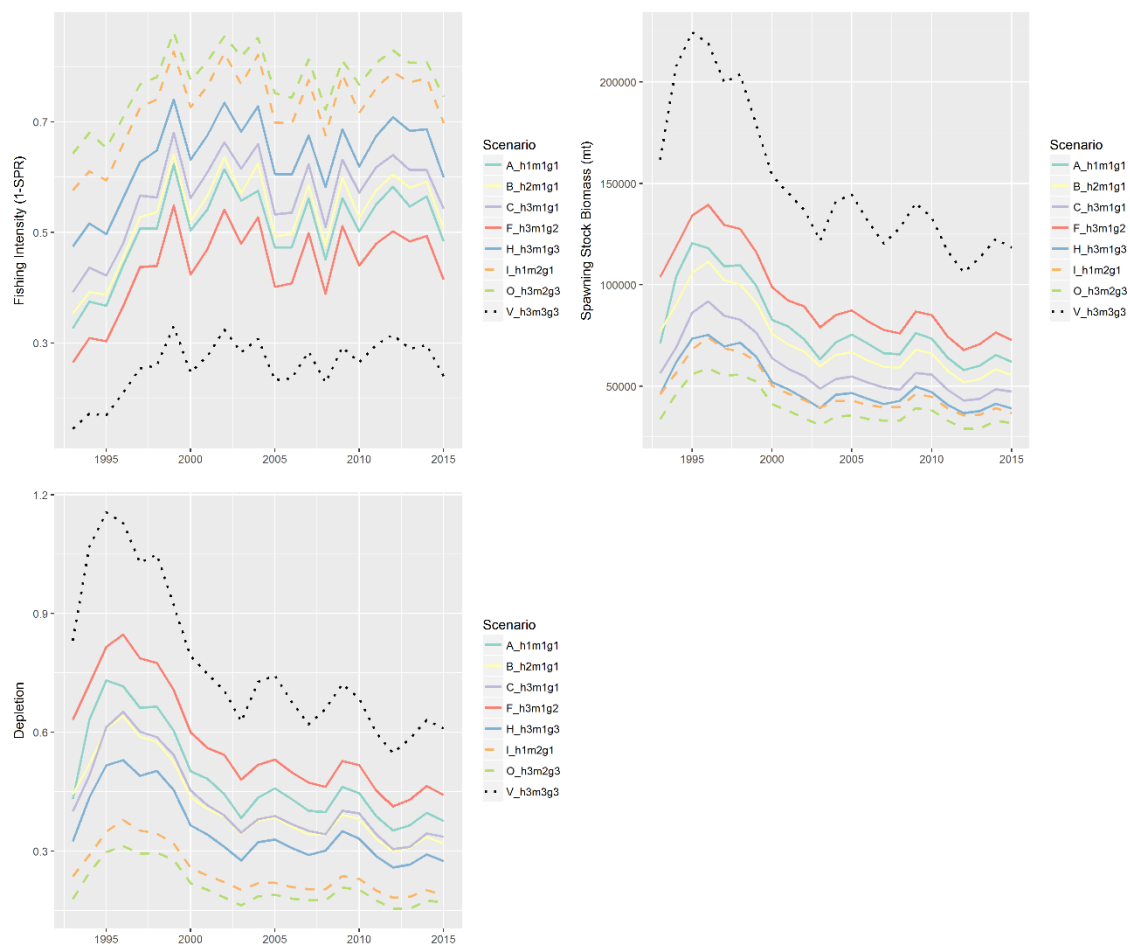 Fishing Intensity (1-SPR)
0.7
0.5
0.3
1995
2000
2005
2010
2015
Scenario
A_h1m1g1
B_h2m1g1
C_h3m1g1
F_h3m1g2
H_h3m1g3
I_h1m2g1
O_h3m2g3
V_h3m3g3
Spawning Stock Biomass (mt)
200000
150000
100000
50000
1995
2000
2005
2010
2015
Scenario
A_h1m1g1
B_h2m1g1
C_h3m1g1
F_h3m1g2
H_h3m1g3
I_h1m2g1
O_h3m2g3
V_h3m3g3
Depletion
1.2
0.9
0.6
0.3
1995
2000
2005
2010
2015
Scenario
A_h1m1g1
B_h2m1g1
C_h3m1g1
F_h3m1g2
H_h3m1g3
I_h1m2g1
O_h3m2g3
V_h3m3g3